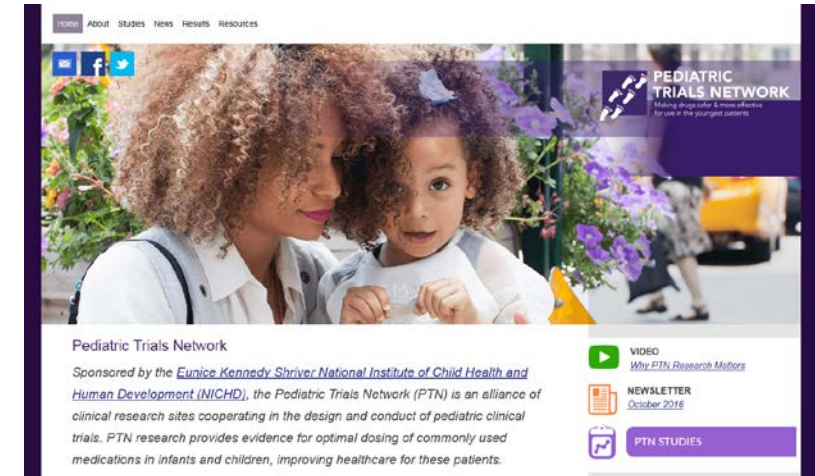 Home About Studies News Results Resources
PEDIATRIC
TRIALS NETWORK
Making drugs safer & more effective
for use in the youngest patients
Pediatric Trials Network
Sponsored by the Eunice Kennedy Shriver National Institute of Child Health and
Human Development (NICHD), the Pediatric Trials Network (PTN) is an alliance of
clinical research sites cooperating in the design and conduct of pediatric clinical
trials. PTN research provides evidence for optimal dosing of commonly used
medications in infants and children, improving healthcare for these patients.
VIDEO
Why PTN Research Matters
NEWSLETTER
October 2016
PTN STUDIES